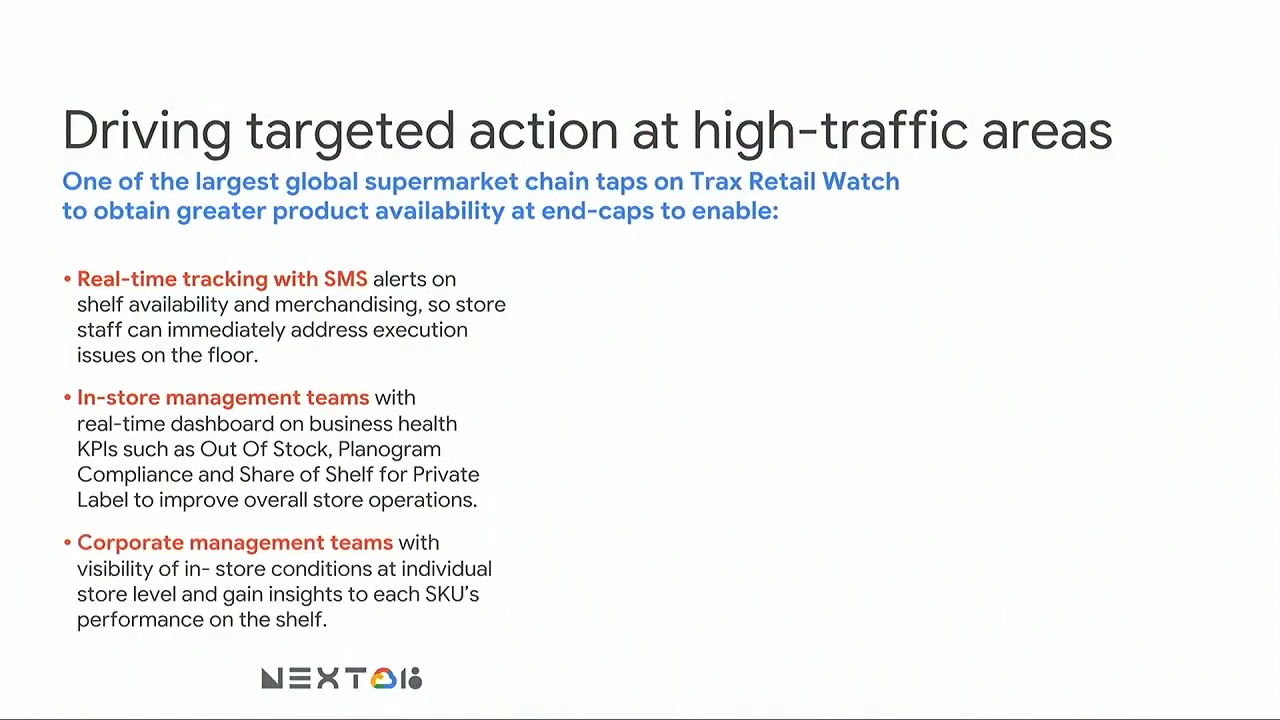 Driving targeted action at high-traffic areas
One of the largest global supermarket chain taps on Trax Retail Watch
to obtain greater product availability at end-caps to enable:
• Real-time tracking with SMS alerts on
shelf availability and merchandising, so store
staff can immediately address execution
issues on the floor.
• In-store management teams with
real-time dashboard on business health
KPIs such as Out Of Stock, Planogram
Compliance and Share of Shelf for Private
Label to improve overall store operations.
• Corporate management teams with
visibility of in- store conditions at individual
store level and gain insights to each SKU's
performance on the shelf.
NEXT 18